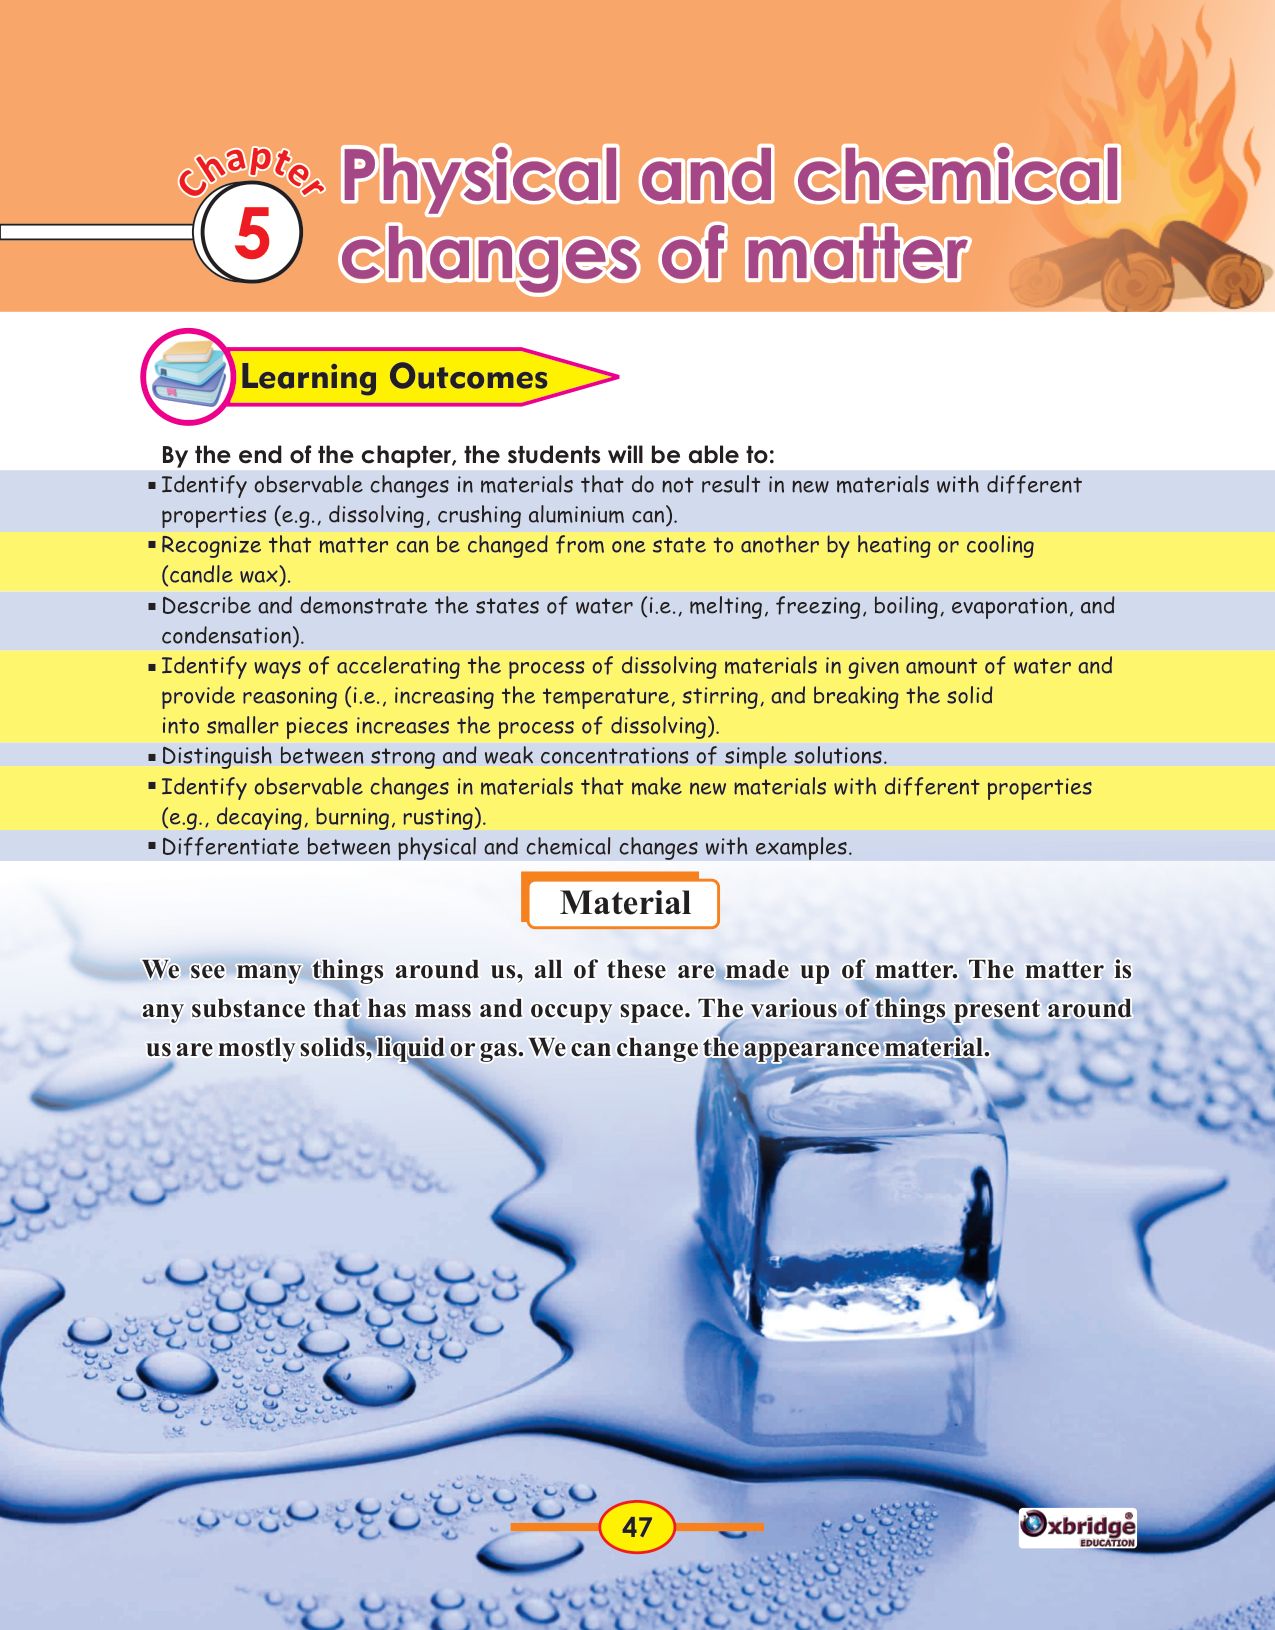 Chapter
5
Physical and chemical
changes of matter
Learning Outcomes
By the end of the chapter, the students will be able to:
▪ Identify observable changes in materials that do not result in new materials with different
properties (e.g., dissolving, crushing aluminium can).
▪ Recognize that matter can be changed from one state to another by heating or cooling
(candle wax).
▪ Describe and demonstrate the states of water (i.e., melting, freezing, boiling, evaporation, and
condensation).
▪ Identify ways of accelerating the process of dissolving materials in given amount of water and
provide reasoning (i.e., increasing the temperature, stirring, and breaking the solid
into smaller pieces increases the process of dissolving).
▪ Distinguish between strong and weak concentrations of simple solutions.
▪ Identify observable changes in materials that make new materials with different properties
(e.g., decaying, burning, rusting).
▪ Differentiate between physical and chemical changes with examples.
Material
We see many things around us, all of these are made up of matter. The matter is
any substance that has mass and occupy space. The various of things present around
us are mostly solids, liquid or gas. We can change the appearance material.
47
Oxbridge®
EDUCATION